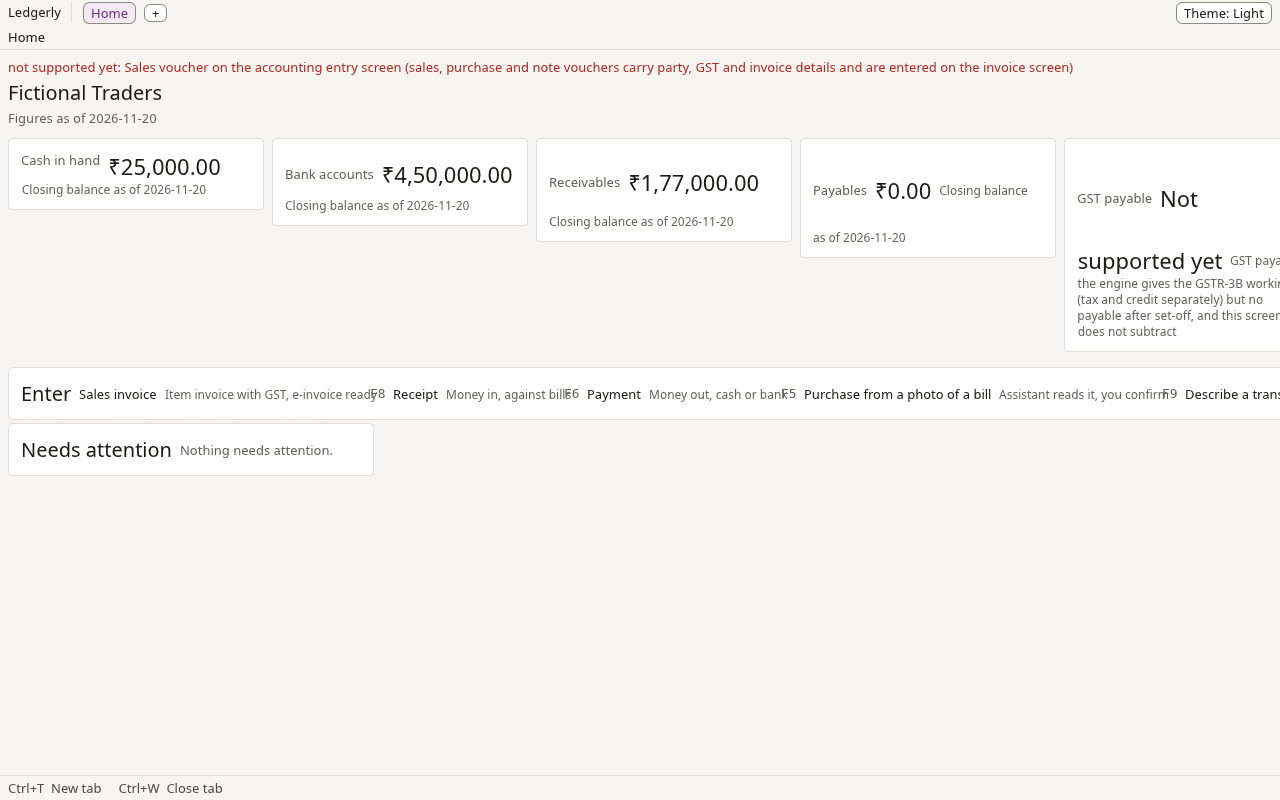 Ledgerly Home + Theme: Light
Home
not supported yet: Sales voucher on the accounting entry screen (sales, purchase and note vouchers carry party, GST and invoice details and are entered on the invoice screen)
Fictional Traders
Figures as of 2026-11-20
Cash in hand ₹25,000.00
Closing balance as of 2026-11-20
Bank accounts ₹4,50,000.00
Closing balance as of 2026-11-20
Receivables ₹1,77,000.00
Closing balance as of 2026-11-20
Payables ₹0.00 Closing balance
as of 2026-11-20
GST payable Not
supported yet GST paya
the engine gives the GSTR-3B workin
(tax and credit separately) but no
payable after set-off, and this screen
does not subtract
Enter Sales invoice Item invoice with GST, e-invoice ready F8 Receipt Money in, against bills F6 Payment Money out, cash or bank F5 Purchase from a photo of a bill Assistant reads it, you confirm F9 Describe a trans
Needs attention Nothing needs attention.
Ctrl+T New tab Ctrl+W Close tab